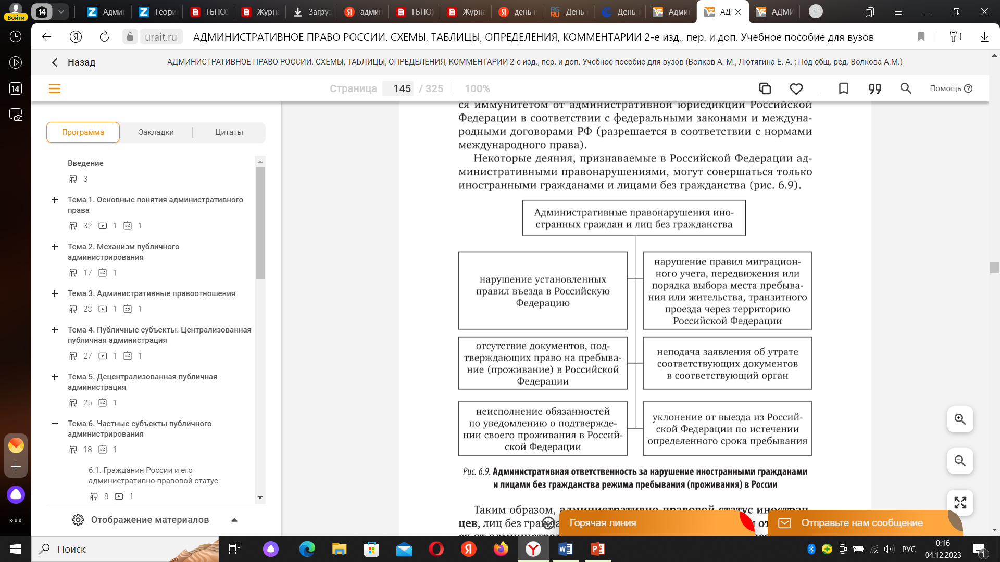 Войти
14
Админ
Теори
ГБПОУ
Журна
Загруз
админ
ГБПОУ
Журна
день н
День н
День н
Админ
АД
АДМИ
urait.ru
АДМИНИСТРАТИВНОЕ ПРАВО РОССИИ. СХЕМЫ, ТАБЛИЦЫ, ОПРЕДЕЛЕНИЯ, КОММЕНТАРИИ 2-е изд., пер. и доп. Учебное пособие для вузов
14
Назад
АДМИНИСТРАТИВНОЕ ПРАВО РОССИИ. СХЕМЫ, ТАБЛИЦЫ, ОПРЕДЕЛЕНИЯ, КОММЕНТАРИИ 2-е изд., пер. и доп. Учебное пособие для вузов (Волков А. М., Лютягина Е. А. ; Под общ. ред. Волкова А.М.)
Страница 145 / 325 100%
Помощь
Программа
Закладки
Цитаты
Введение
3
Тема 1. Основные понятия административного
права
32 1 1
Тема 2. Механизм публичного
администрирования
17 1
Тема 3. Административные правоотношения
23 1 1
Тема 4. Публичные субъекты. Централизованная
публичная администрация
27 1 1
Тема 5. Децентрализованная публичная
администрация
25 1
Тема 6. Частные субъекты публичного
администрирования
18 1
6.1. Гражданин России и его
административно-правовой статус
8 1
Отображение материалов
ся иммунитетом от административной юрисдикции Российской
Федерации в соответствии с федеральными законами и междуна-
родными договорами РФ (разрешается в соответствии с нормами
международного права).
Некоторые деяния, признаваемые в Российской Федерации ад-
министративными правонарушениями, могут совершаться только
иностранными гражданами и лицами без гражданства (рис. 6.9).
Административные правонарушения ино-
странных граждан и лиц без гражданства
нарушение установленных
правил въезда в Российскую
Федерацию
нарушение правил миграцион-
ного учета, передвижения или
порядка выбора места пребыва-
ния или жительства, транзитного
проезда через территорию
Российской Федерации
отсутствие документов, под-
тверждающих право на пребыва-
ние (проживание) в Российской
Федерации
неподача заявления об утрате
соответствующих документов
в соответствующий орган
неисполнение обязанностей
по уведомлению о подтвержде-
нии своего проживания в Россий-
ской Федерации
уклонение от выезда из Россий-
ской Федерации по истечении
определенного срока пребывания
Рис. 6.9. Административная ответственность за нарушение иностранными гражданами
и лицами без гражданства режима пребывания (проживания) в России
Таким образом, административно-правовой статус иностран-
цев, лиц без гражда
Горячая линия
Отправьте нам сообщение
Поиск
РУС
0:16
04.12.2023
1